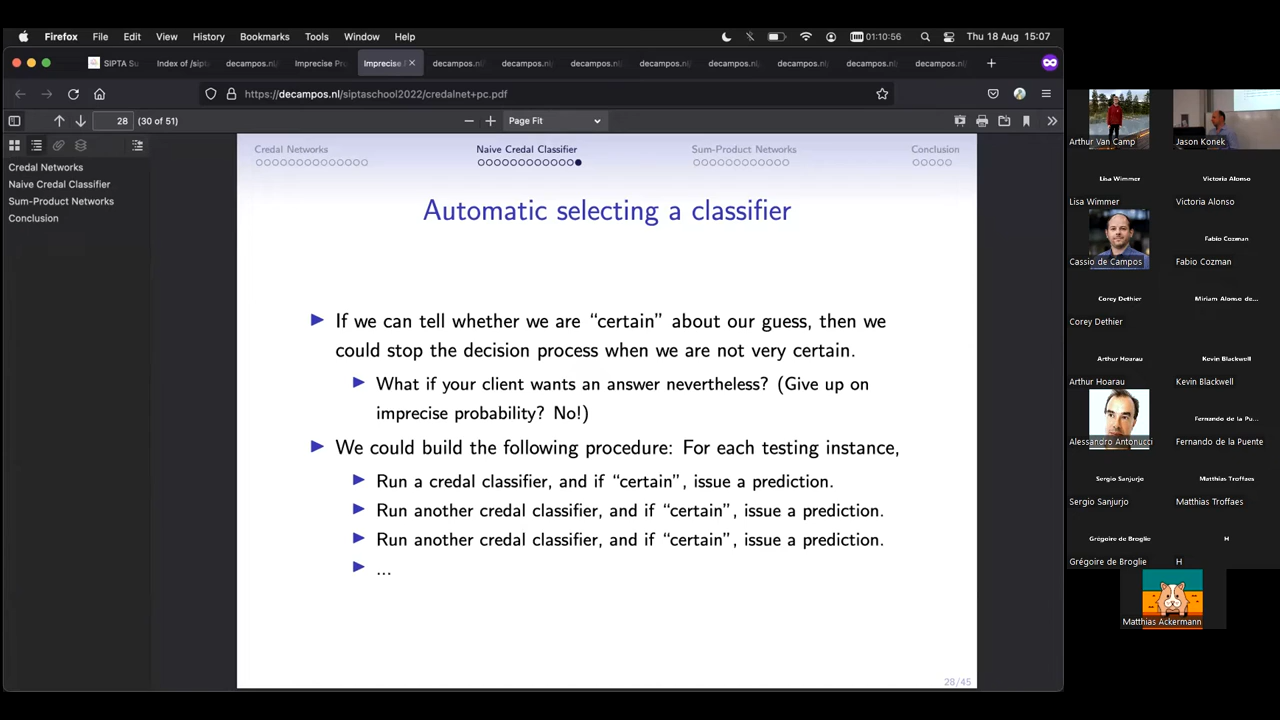 Firefox File Edit View History Bookmarks Tools Window Help 01:10:56 Thu 18 Aug 15:07
SIPTA Su Index of /sipta decampos.nl/ Imprecise Pro Imprecise P decampos.nl/ decampos.nl/ decampos.nl/ decampos.nl/ decampos.nl/ decampos.nl/ decampos.nl/ decampos.nl/
https://decampos.nl/siptaschool2022/credalnet+pc.pdf
28 (30 of 51) Page Fit
Credal Networks
Naive Credal Classifier
Sum-Product Networks
Conclusion
Credal Networks Naive Credal Classifier Sum-Product Networks Conclusion
Automatic selecting a classifier
If we can tell whether we are “certain” about our guess, then we
could stop the decision process when we are not very certain.
What if your client wants an answer nevertheless? (Give up on
imprecise probability? No!)
We could build the following procedure: For each testing instance,
Run a credal classifier, and if “certain”, issue a prediction.
Run another credal classifier, and if “certain”, issue a prediction.
Run another credal classifier, and if “certain”, issue a prediction.
...
28/45
Arthur Van Camp Jason Konek
Lisa Wimmer Victoria Alonso
Lisa Wimmer Victoria Alonso
Fabio Cozman
Cassio de Campos Fabio Cozman
Corey Dethier Miriam Alonso de...
Corey Dethier
Arthur Hoarau Kevin Blackwell
Arthur Hoarau Kevin Blackwell
Fernando de la Pu...
Alessandro Antonucci Fernando de la Puente
Sergio Sanjurjo Matthias Troffaes
Sergio Sanjurjo Matthias Troffaes
Grégoire de Broglie H
Grégoire de Broglie H
Matthias Ackermann